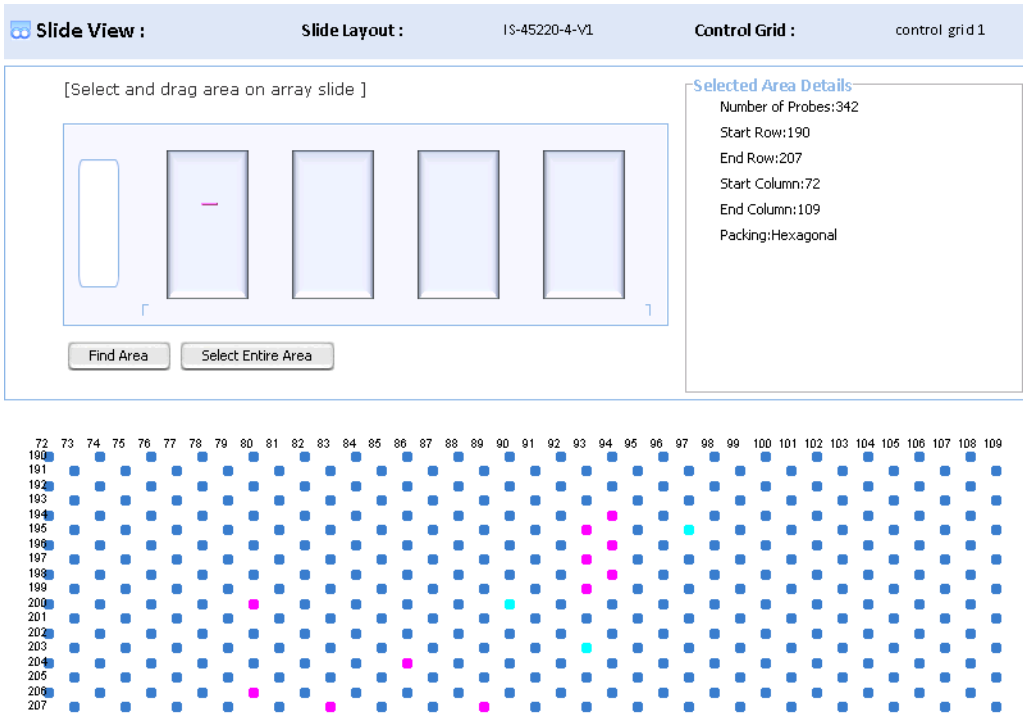 Slide View : Slide Layout : IS-45220-4-V1 Control Grid : control grid 1
[Select and drag area on array slide ]
Selected Area Details
Number of Probes:342
Start Row:190
End Row:207
Start Column:72
End Column:109
Packing:Hexagonal
Find Area Select Entire Area
72 73 74 75 76 77 78 79 80 81 82 83 84 85 86 87 88 89 90 91 92 93 94 95 96 97 98 99 100 101 102 103 104 105 106 107 108 109
190
191
192
193
194
195
196
197
198
199
200
201
202
203
204
205
206
207